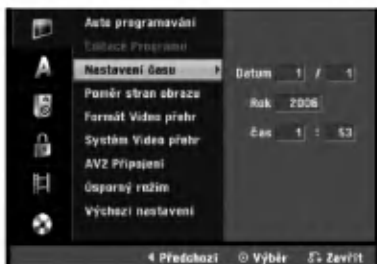 Auto programování
Editace Programu
Nastavení času
Datum 1 / 1
Poměr stran obrazu
Rok 2006
Formát Video přehr
Systém Video přehr
Čas 1 : 53
AV2 Připojení
Úsporný režim
Výchozí nastavení
A
Předchozí Výběr Zavřít